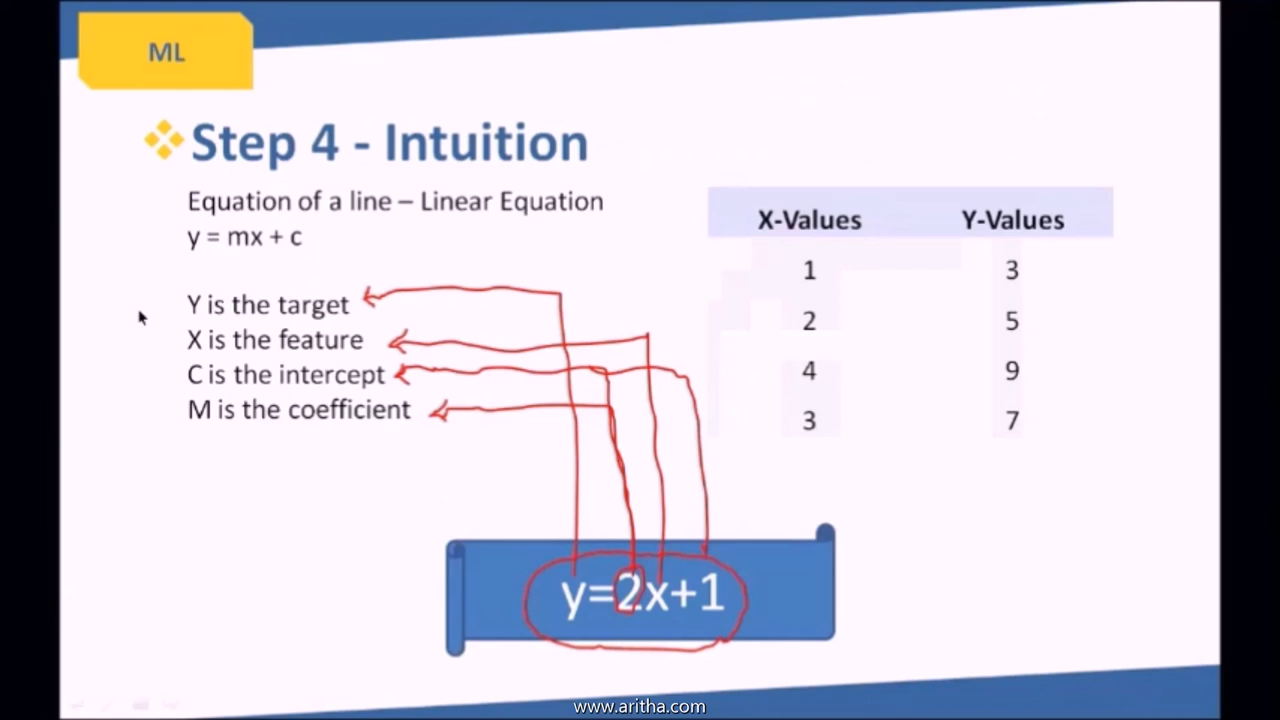 ML
Step 4 - Intuition
Equation of a line – Linear Equation
y = mx + c
Y is the target
X is the feature
C is the intercept
M is the coefficient
X-Values Y-Values
1 3
2 5
4 9
3 7
y=2x+1
www.aritha.com